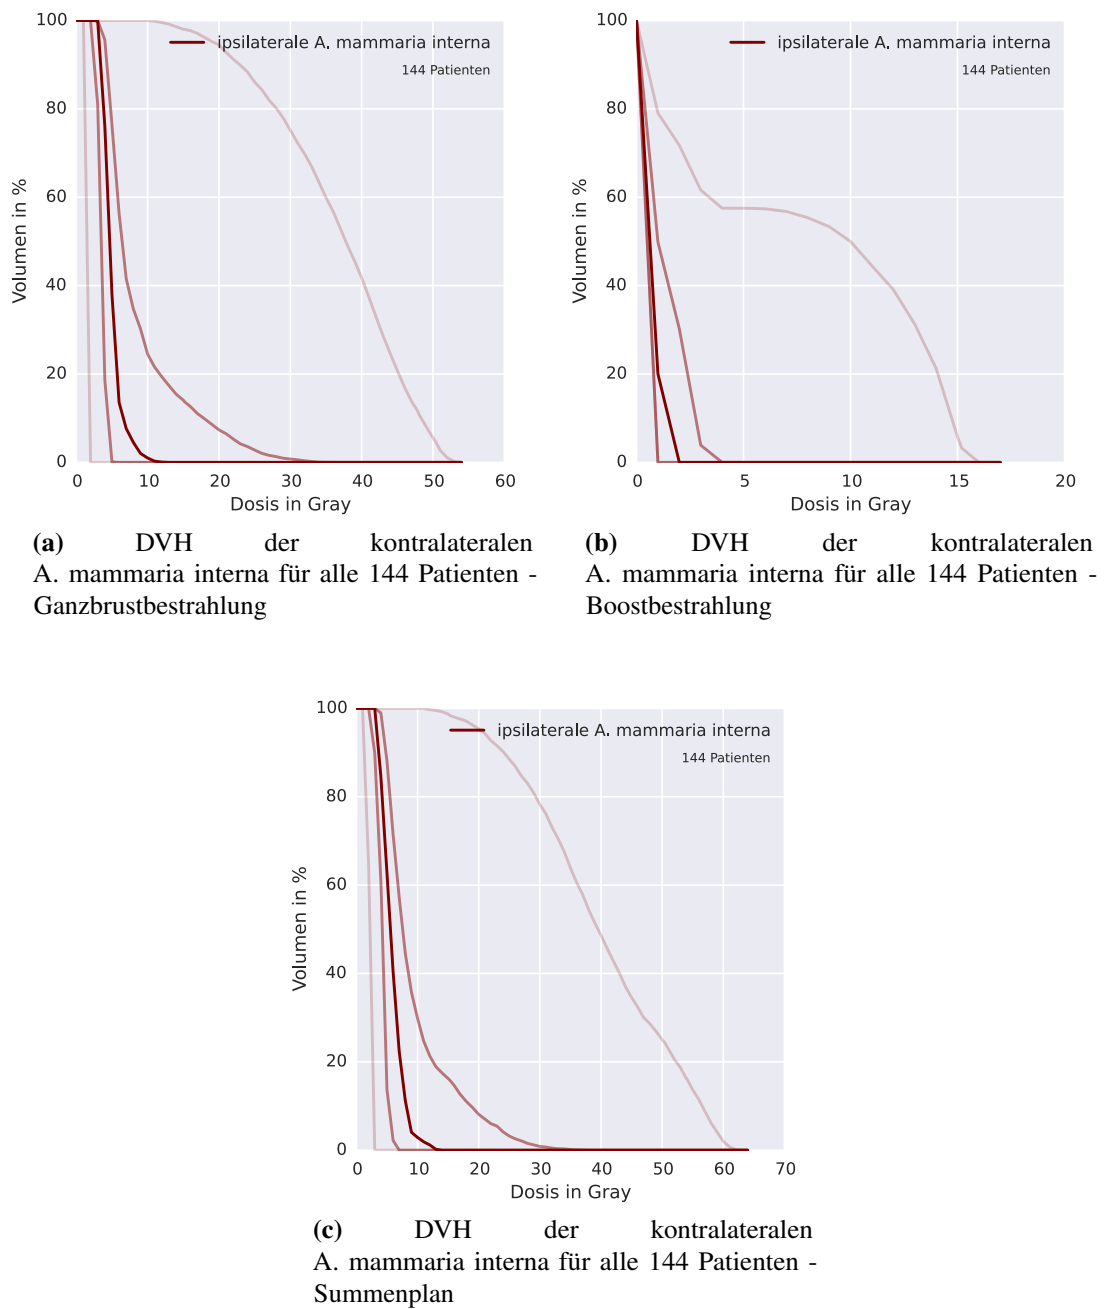 100
80
60
40
20
0
Volumen in %
ipsilaterale A. mammaria interna
144 Patienten
0 10 20 30 40 50 60
Dosis in Gray
(a) DVH der kontralateralen
A. mammaria interna für alle 144 Patienten -
Ganzbrustbestrahlung
100
80
60
40
20
0
Volumen in %
ipsilaterale A. mammaria interna
144 Patienten
0 5 10 15 20
Dosis in Gray
(b) DVH der kontralateralen
A. mammaria interna für alle 144 Patienten -
Boostbestrahlung
100
80
60
40
20
0
Volumen in %
ipsilaterale A. mammaria interna
144 Patienten
0 10 20 30 40 50 60 70
Dosis in Gray
(c) DVH der kontralateralen
A. mammaria interna für alle 144 Patienten -
Summenplan